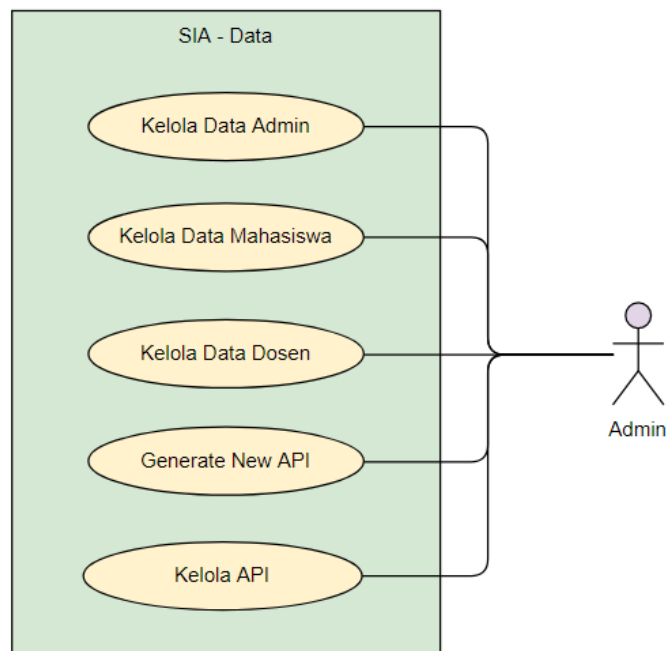 SIA - Data
Kelola Data Admin
Kelola Data Mahasiswa
Kelola Data Dosen
Generate New API
Kelola API
Admin